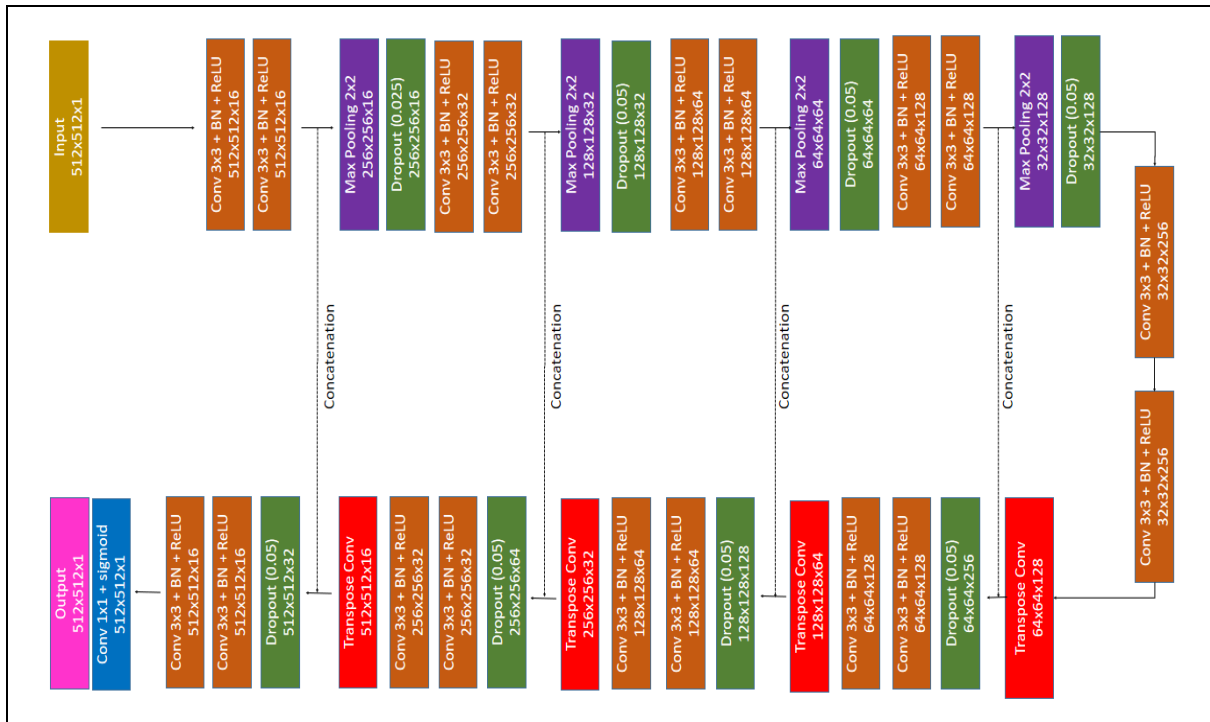 Input
512x512x1
Conv 3x3 + BN + ReLU
512x512x16
Conv 3x3 + BN + ReLU
512x512x16
Max Pooling 2x2
256x256x16
Dropout (0.025)
256x256x16
Conv 3x3 + BN + ReLU
256x256x32
Conv 3x3 + BN + ReLU
256x256x32
Max Pooling 2x2
128x128x32
Dropout (0.05)
128x128x32
Conv 3x3 + BN + ReLU
128x128x64
Conv 3x3 + BN + ReLU
128x128x64
Max Pooling 2x2
64x64x64
Dropout (0.05)
64x64x64
Conv 3x3 + BN + ReLU
64x64x128
Conv 3x3 + BN + ReLU
64x64x128
Max Pooling 2x2
32x32x128
Dropout (0.05)
32x32x128
Conv 3x3 + BN + ReLU
32x32x256
Conv 3x3 + BN + ReLU
32x32x256
Concatenation
Concatenation
Concatenation
Concatenation
Output
512x512x1
Conv 1x1 + sigmoid
512x512x1
Conv 3x3 + BN + ReLU
512x512x16
Conv 3x3 + BN + ReLU
512x512x16
Dropout (0.05)
512x512x32
Transpose Conv
512x512x16
Conv 3x3 + BN + ReLU
256x256x32
Conv 3x3 + BN + ReLU
256x256x32
Dropout (0.05)
256x256x64
Transpose Conv
256x256x32
Conv 3x3 + BN + ReLU
128x128x64
Conv 3x3 + BN + ReLU
128x128x64
Dropout (0.05)
128x128x128
Transpose Conv
128x128x64
Conv 3x3 + BN + ReLU
64x64x128
Conv 3x3 + BN + ReLU
64x64x128
Dropout (0.05)
64x64x256
Transpose Conv
64x64x128